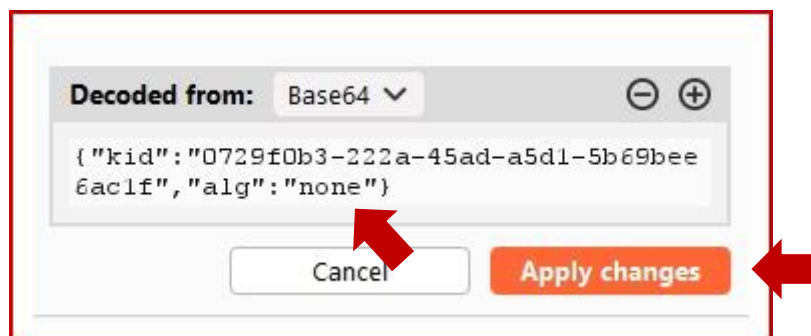 Decoded from: Base64
{"kid":"0729f0b3-222a-45ad-a5d1-5b69bee
6ac1f","alg":"none"}
Cancel Apply changes